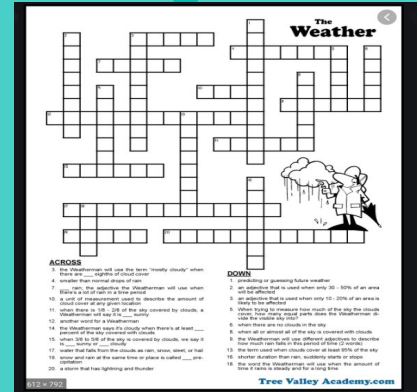 The
Weather
ACROSS
3. the Weatherman will use the term "mostly cloudy" when
there are ___ eighths of cloud cover
4. smaller than normal drops of rain
7. ___ rain; the adjective the Weatherman will use when
there's a lot of rain in a time period
10. a unit of measurement used to describe the amount of
cloud cover at any given location
11. when there is 1/8 - 2/8 of the sky covered by clouds, a
Weatherman will say it is ___ sunny
12. another word for a Weatherman
14. the Weatherman says it's cloudy when there's at least ___
percent of the sky covered with clouds
15. when 3/8 to 5/8 of the sky is covered by clouds, we say it
is ___ sunny or ___ cloudy
17. water that falls from the clouds as rain, snow, sleet, or hail
19. snow and rain at the same time or place is called ___ pre-
cipitation
20. a storm that has lightning and thunder
DOWN
1. predicting or guessing future weather
2. an adjective that is used when only 30 - 50% of an area
will be affected
3. an adjective that is used when only 10 - 20% of an area is
likely to be affected
5. When trying to measure how much of the sky the clouds
cover, how many equal parts does the Weatherman di-
vide the visible sky into?
6. when there are no clouds in the sky
8. when all or almost all of the sky is covered with clouds
9. the Weatherman will use different adjectives to describe
how much rain falls in this period of time (2 words)
13. the term used when clouds cover at least 95% of the sky
16. shorter duration than rain, suddenly starts or stops
18. the word the Weatherman will use when the amount of
time it rains is steady and for a long time
612 × 792
Tree Valley Academy.com